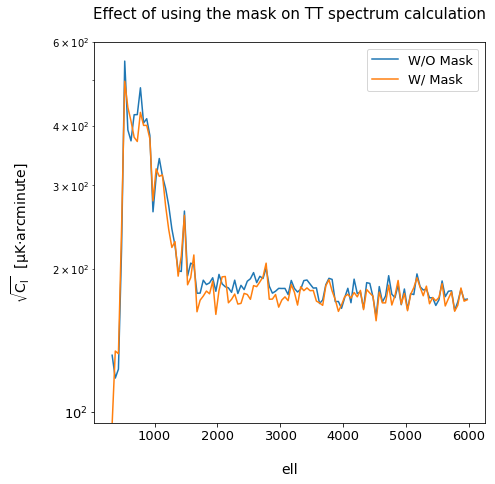 Effect of using the mask on TT spectrum calculation
W/O Mask
W/ Mask
6 × 10²
4 × 10²
3 × 10²
2 × 10²
10²
√Cₗ [μK·arcminute]
1000 2000 3000 4000 5000 6000
ell